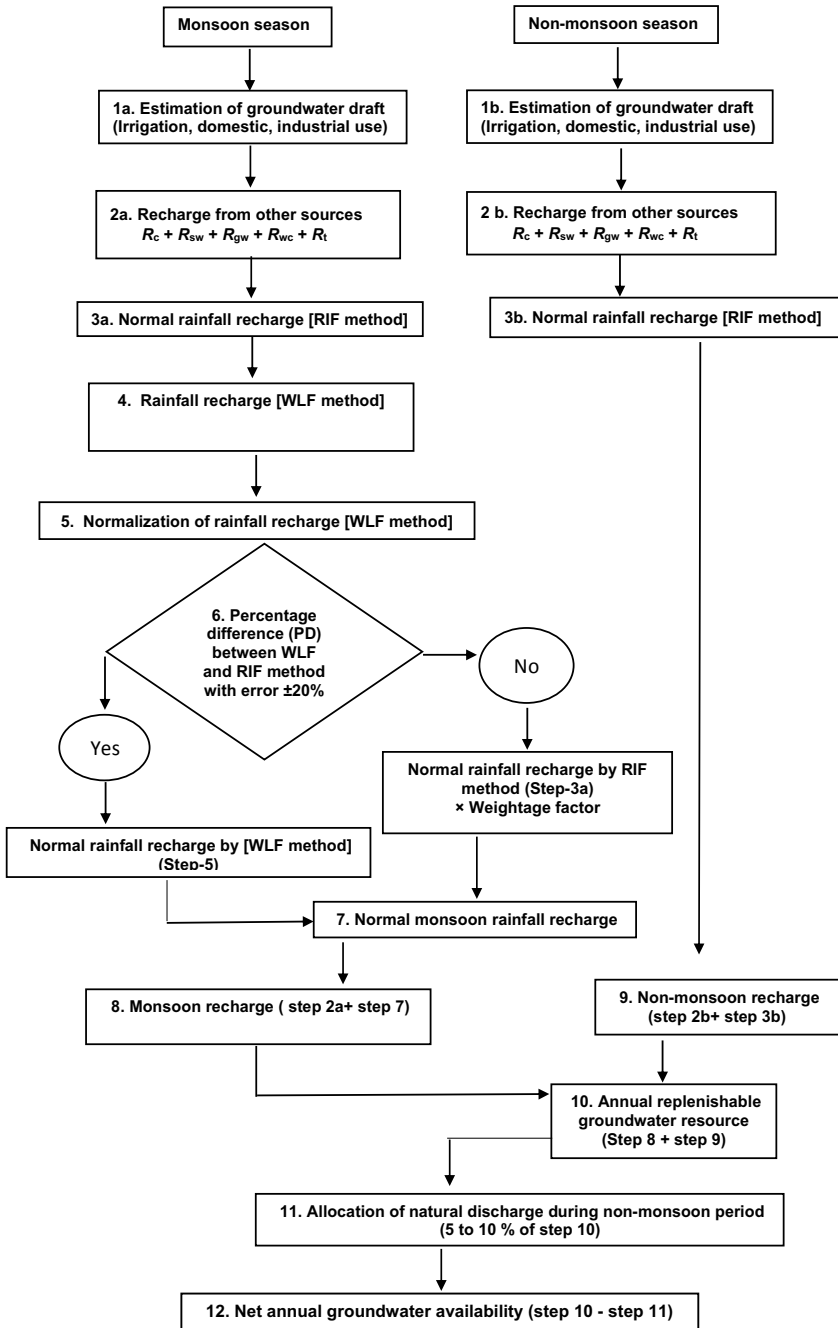 Monsoon season
Non-monsoon season
1a. Estimation of groundwater draft
(Irrigation, domestic, industrial use)
1b. Estimation of groundwater draft
(Irrigation, domestic, industrial use)
2a. Recharge from other sources
Rc + Rsw + Rgw + Rwc + Rt
2 b. Recharge from other sources
Rc + Rsw + Rgw + Rwc + Rt
3a. Normal rainfall recharge [RIF method]
3b. Normal rainfall recharge [RIF method]
4. Rainfall recharge [WLF method]
5. Normalization of rainfall recharge [WLF method]
6. Percentage
difference (PD)
between WLF
and RIF method
with error ±20%
No
Yes
Normal rainfall recharge by RIF
method (Step-3a)
× Weightage factor
Normal rainfall recharge by [WLF method]
(Step-5)
7. Normal monsoon rainfall recharge
8. Monsoon recharge ( step 2a+ step 7)
9. Non-monsoon recharge
(step 2b+ step 3b)
10. Annual replenishable
groundwater resource
(Step 8 + step 9)
11. Allocation of natural discharge during non-monsoon period
(5 to 10 % of step 10)
12. Net annual groundwater availability (step 10 - step 11)